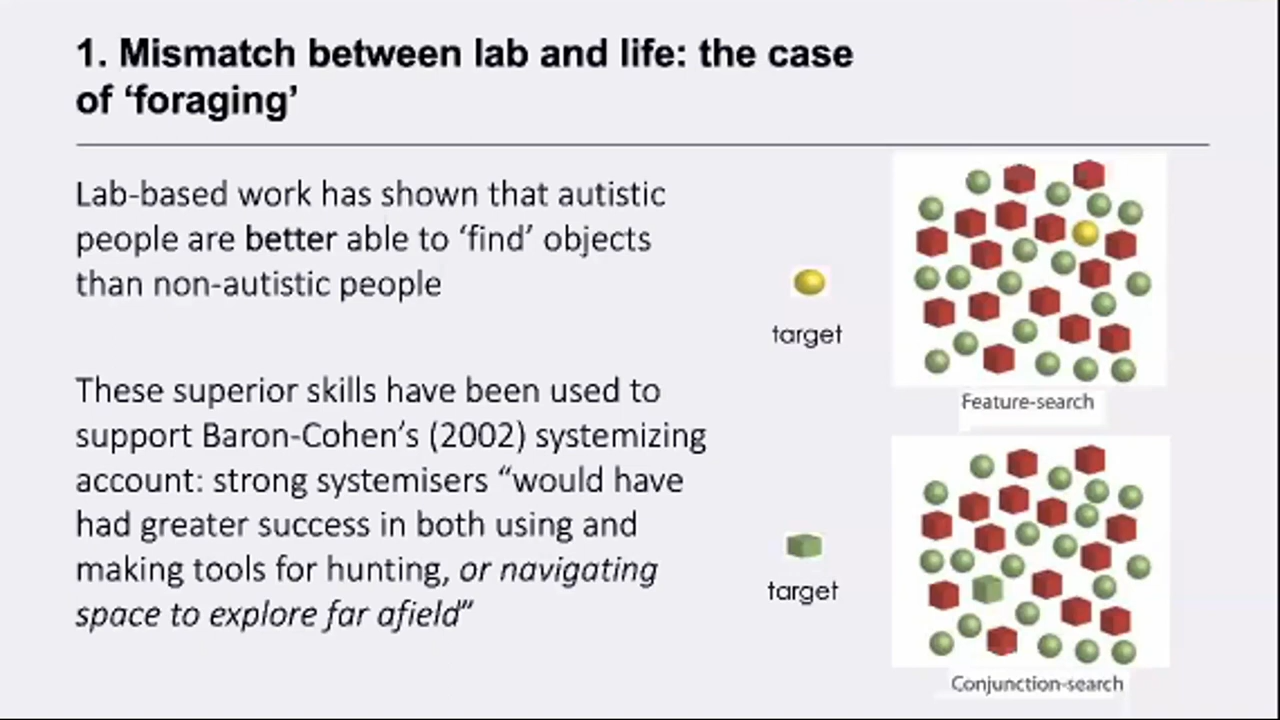 1. Mismatch between lab and life: the case
of ‘foraging’
Lab-based work has shown that autistic
people are better able to ‘find’ objects
than non-autistic people
These superior skills have been used to
support Baron-Cohen’s (2002) systemizing
account: strong systemisers “would have
had greater success in both using and
making tools for hunting, or navigating
space to explore far afield”
target
Feature-search
target
Conjunction-search